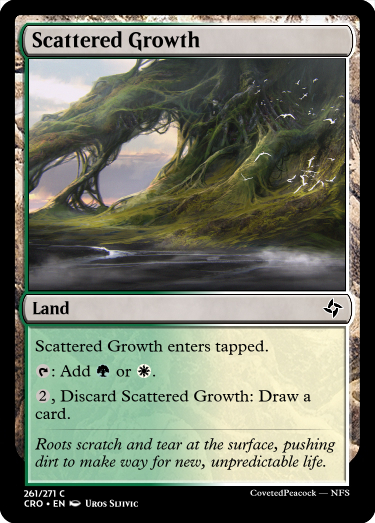 Scattered Growth
Land
Scattered Growth enters tapped.
: Add or .
2, Discard Scattered Growth: Draw a
card.
Roots scratch and tear at the surface, pushing
dirt to make way for new, unpredictable life.
261/271 C
CRO • EN Uros Sljivic
CovetedPeacock — NFS